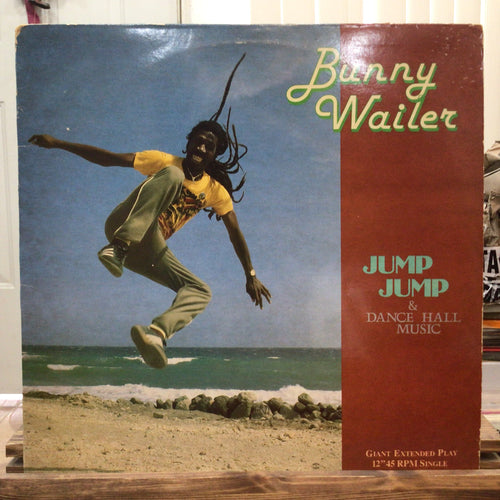 Bunny
Wailer
JUMP
JUMP
&
DANCE HALL
MUSIC
GIANT EXTENDED PLAY
12" 45 RPM SINGLE